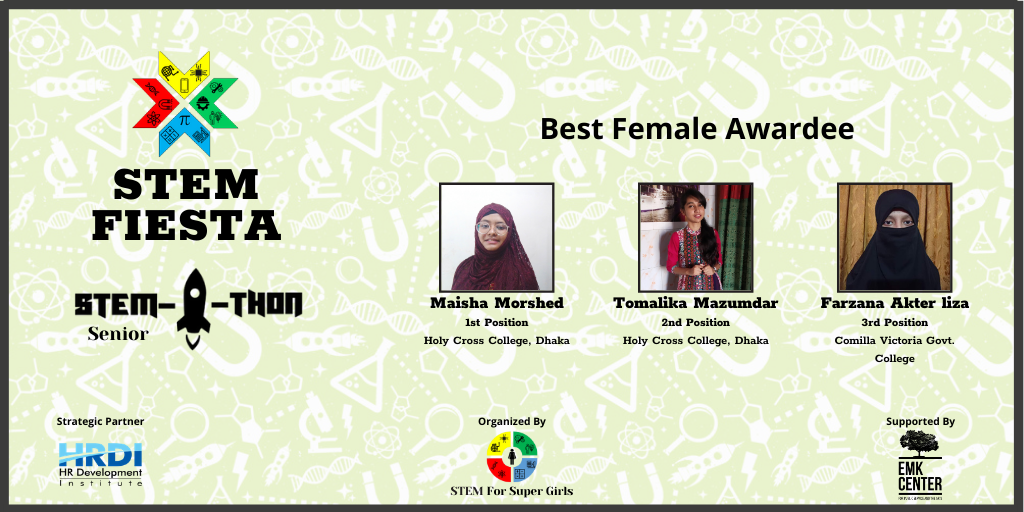 STEM
FIESTA
STEM- -THON
Senior
Best Female Awardee
Maisha Morshed
1st Position
Holy Cross College, Dhaka
Tomalika Mazumdar
2nd Position
Holy Cross College, Dhaka
Farzana Akter liza
3rd Position
Comilla Victoria Govt.
College
Strategic Partner
HRDI
HR Development
Institute
Organized By
STEM For Super Girls
Supported By
EMK
CENTER